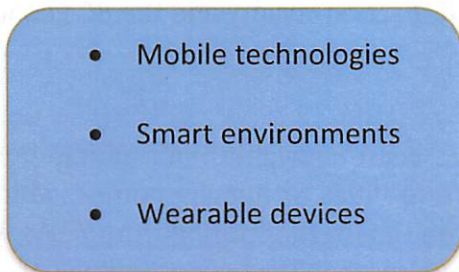 • Mobile technologies
• Smart environments
• Wearable devices